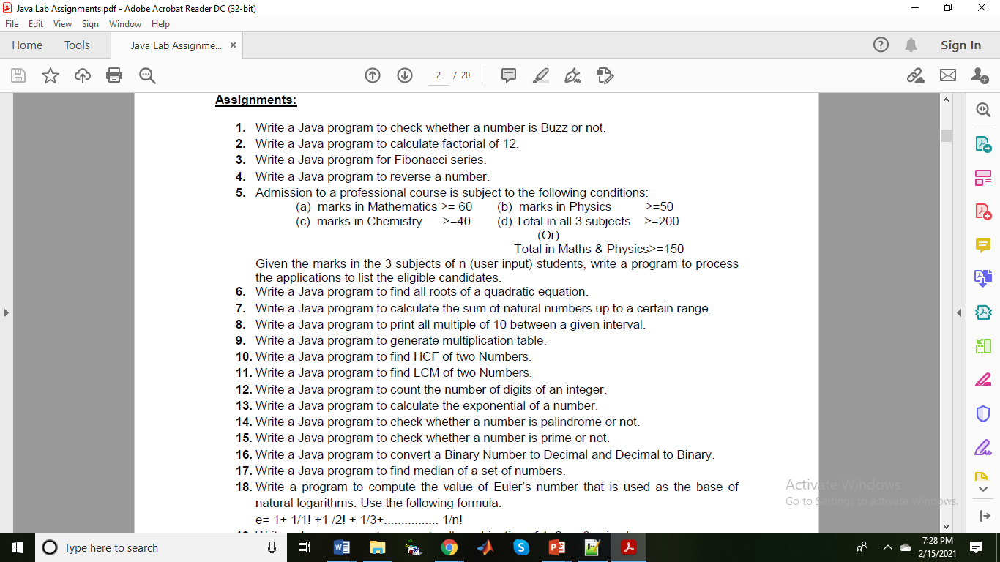 Java Lab Assignments.pdf - Adobe Acrobat Reader DC (32-bit)
File Edit View Sign Window Help
Home Tools Java Lab Assignme... × Sign In
2 / 20
Assignments:
1. Write a Java program to check whether a number is Buzz or not.
2. Write a Java program to calculate factorial of 12.
3. Write a Java program for Fibonacci series.
4. Write a Java program to reverse a number.
5. Admission to a professional course is subject to the following conditions:
(a) marks in Mathematics >= 60 (b) marks in Physics >=50
(c) marks in Chemistry >=40 (d) Total in all 3 subjects >=200
(Or)
Total in Maths & Physics>=150
Given the marks in the 3 subjects of n (user input) students, write a program to process
the applications to list the eligible candidates.
6. Write a Java program to find all roots of a quadratic equation.
7. Write a Java program to calculate the sum of natural numbers up to a certain range.
8. Write a Java program to print all multiple of 10 between a given interval.
9. Write a Java program to generate multiplication table.
10. Write a Java program to find HCF of two Numbers.
11. Write a Java program to find LCM of two Numbers.
12. Write a Java program to count the number of digits of an integer.
13. Write a Java program to calculate the exponential of a number.
14. Write a Java program to check whether a number is palindrome or not.
15. Write a Java program to check whether a number is prime or not.
16. Write a Java program to convert a Binary Number to Decimal and Decimal to Binary.
17. Write a Java program to find median of a set of numbers.
18. Write a program to compute the value of Euler's number that is used as the base of
natural logarithms. Use the following formula.
e= 1+ 1/1! +1 /2! + 1/3+................ 1/n!
Activate Windows
Go to Settings to activate Windows.
Type here to search
7:28 PM
2/15/2021